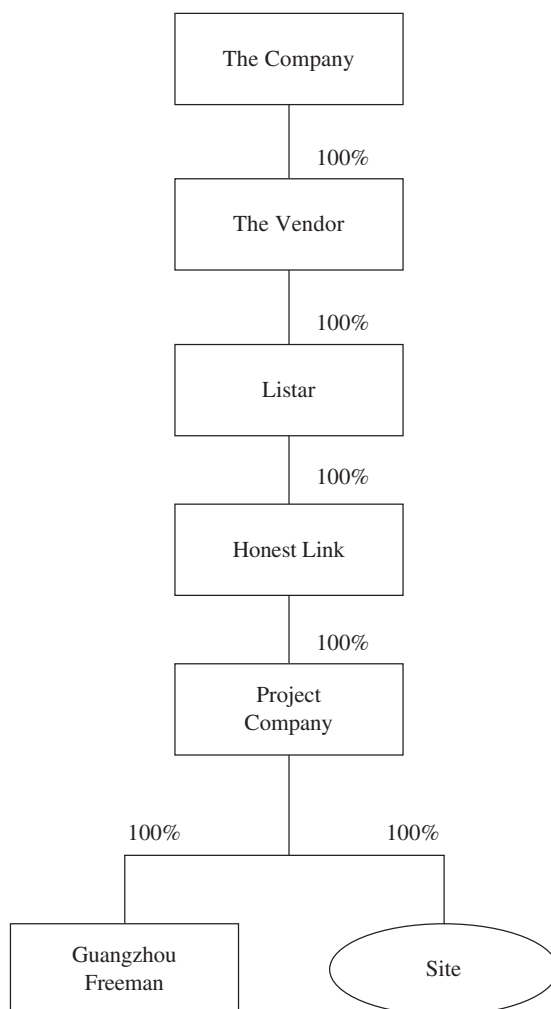 The Company
100%
The Vendor
100%
Listar
100%
Honest Link
100%
Project
Company
100%
100%
Guangzhou
Freeman
Site